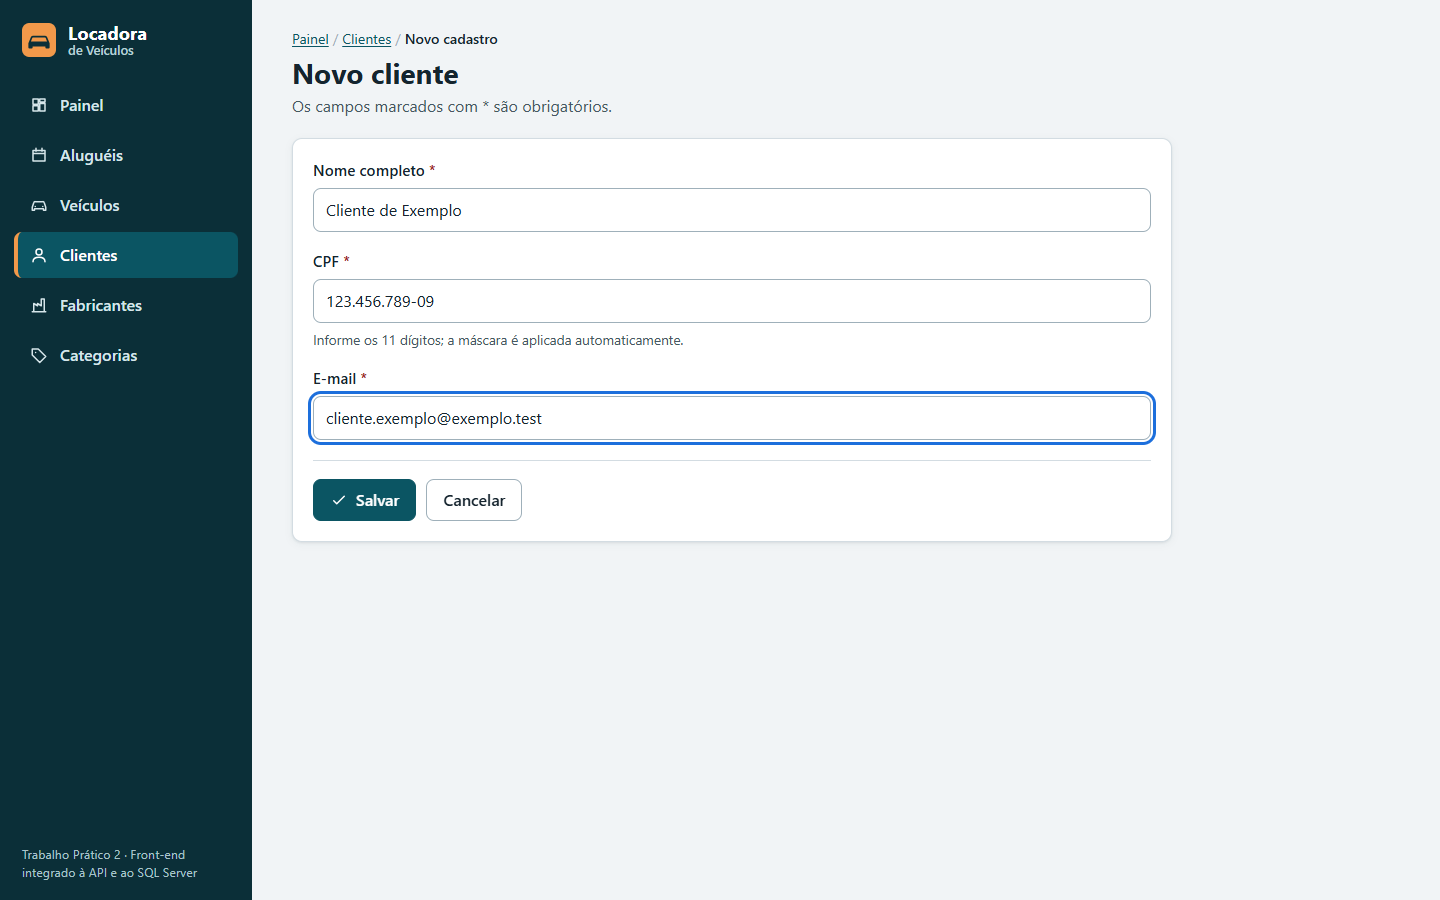 Locadora
de Veículos
Painel
Aluguéis
Veículos
Clientes
Fabricantes
Categorias
Trabalho Prático 2 · Front-end
integrado à API e ao SQL Server
Painel / Clientes / Novo cadastro
Novo cliente
Os campos marcados com * são obrigatórios.
Nome completo *
Cliente de Exemplo
CPF *
123.456.789-09
Informe os 11 dígitos; a máscara é aplicada automaticamente.
E-mail *
cliente.exemplo@exemplo.test
Salvar
Cancelar